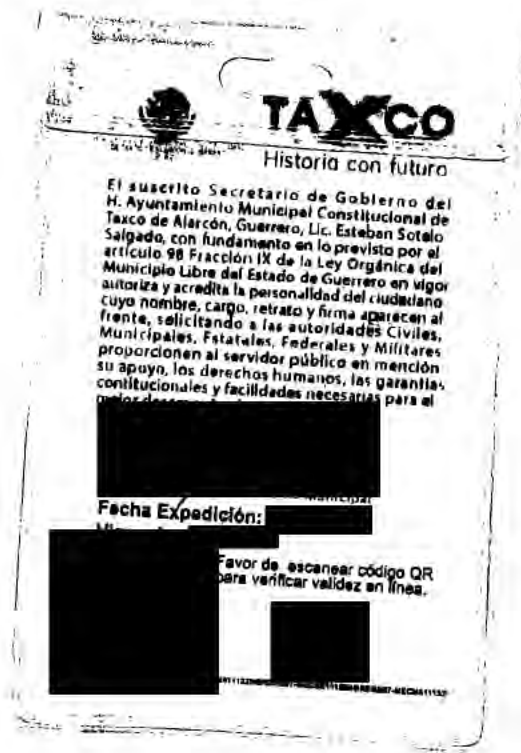 TAXCO
Historia con futuro
El suscrito Secretario de Gobierno del
H. Ayuntamiento Municipal Constitucional de
Taxco de Alarcón, Guerrero, Lic. Esteban Sotelo
Salgado, con fundamento en lo previsto por el
artículo 98 Fracción IX de la Ley Orgánica del
Municipio Libre del Estado de Guerrero en vigor
autoriza y acredita la personalidad del ciudadano
cuyo nombre, cargo, retrato y firma aparecen al
frente, solicitando a las autoridades Civiles,
Municipales, Estatales, Federales y Militares
proporcionen al servidor público en mención
su apoyo, los derechos humanos, las garantías
contitucionales y facilidades necesarias para el
Municipal
Fecha Expedición:
Favor de escanear código QR
para verificar validez en línea.